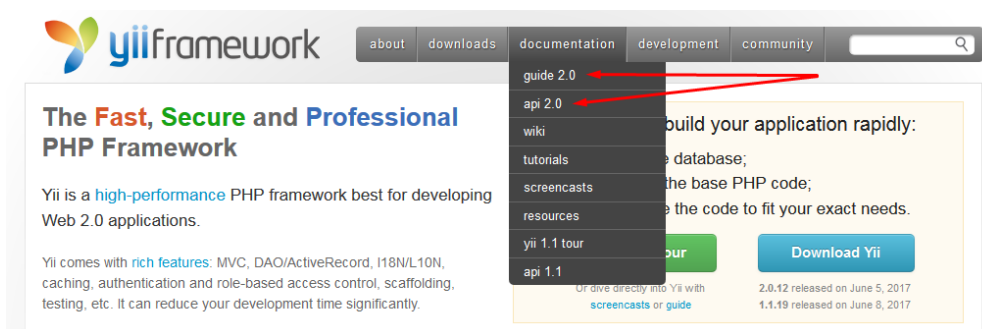 yiiframework
about downloads documentation development community
guide 2.0
api 2.0
wiki
tutorials
screencasts
resources
yii 1.1 tour
api 1.1
The Fast, Secure and Professional
PHP Framework
Yii is a high-performance PHP framework best for developing
Web 2.0 applications.
Yii comes with rich features: MVC, DAO/ActiveRecord, I18N/L10N,
caching, authentication and role-based access control, scaffolding,
testing, etc. It can reduce your development time significantly.
build your application rapidly:
database;
the base PHP code;
the code to fit your exact needs.
Download Yii
Or dive directly into Yii with
screencasts or guide
2.0.12 released on June 5, 2017
1.1.19 released on June 8, 2017